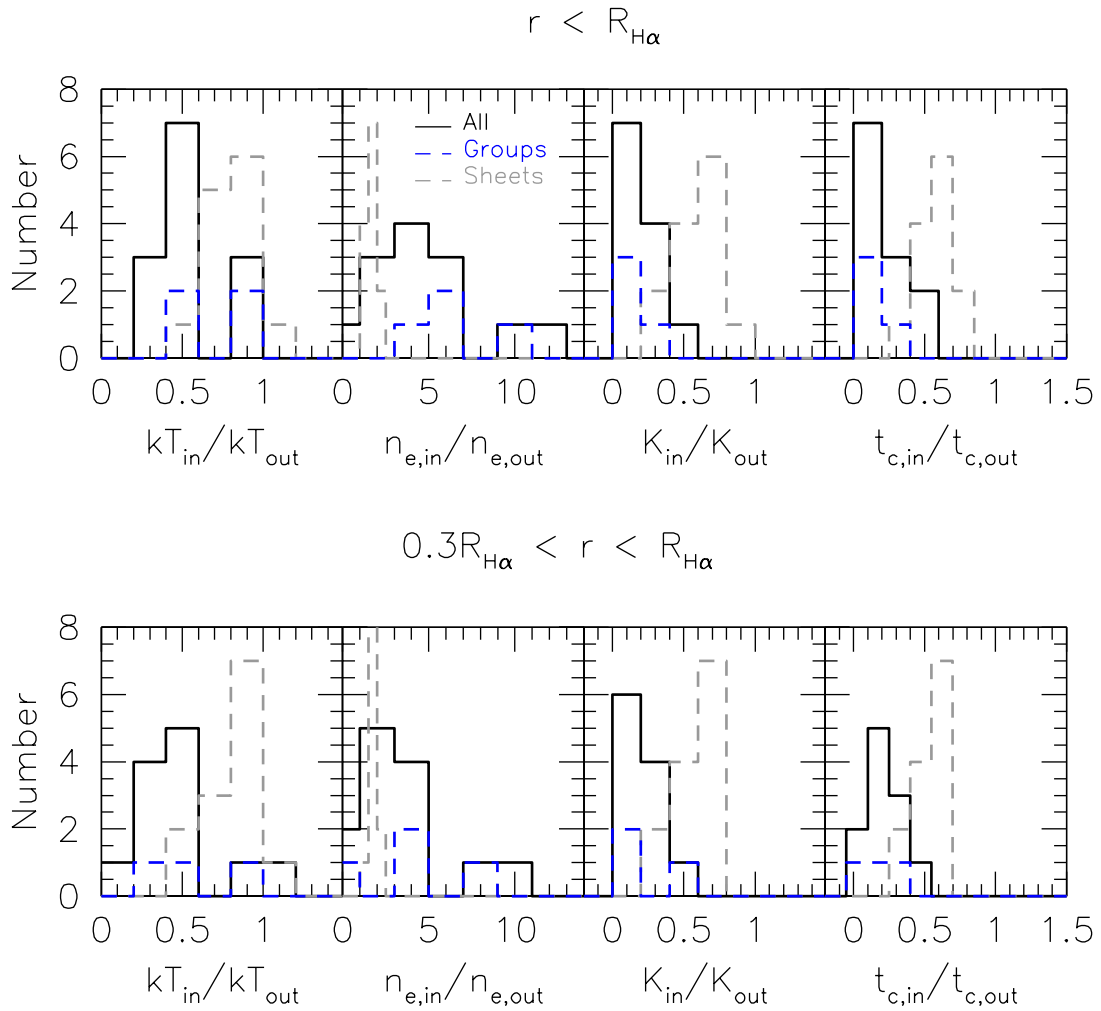 r < R_Hα
8
6
4
2
0
Number
All
Groups
Sheets
0 0.5 1 0 5 10 0 0.5 1 0 0.5 1 1.5
kT_in/kT_out n_e,in/n_e,out K_in/K_out t_c,in/t_c,out
0.3R_Hα < r < R_Hα
8
6
4
2
0
Number
0 0.5 1 0 5 10 0 0.5 1 0 0.5 1 1.5
kT_in/kT_out n_e,in/n_e,out K_in/K_out t_c,in/t_c,out